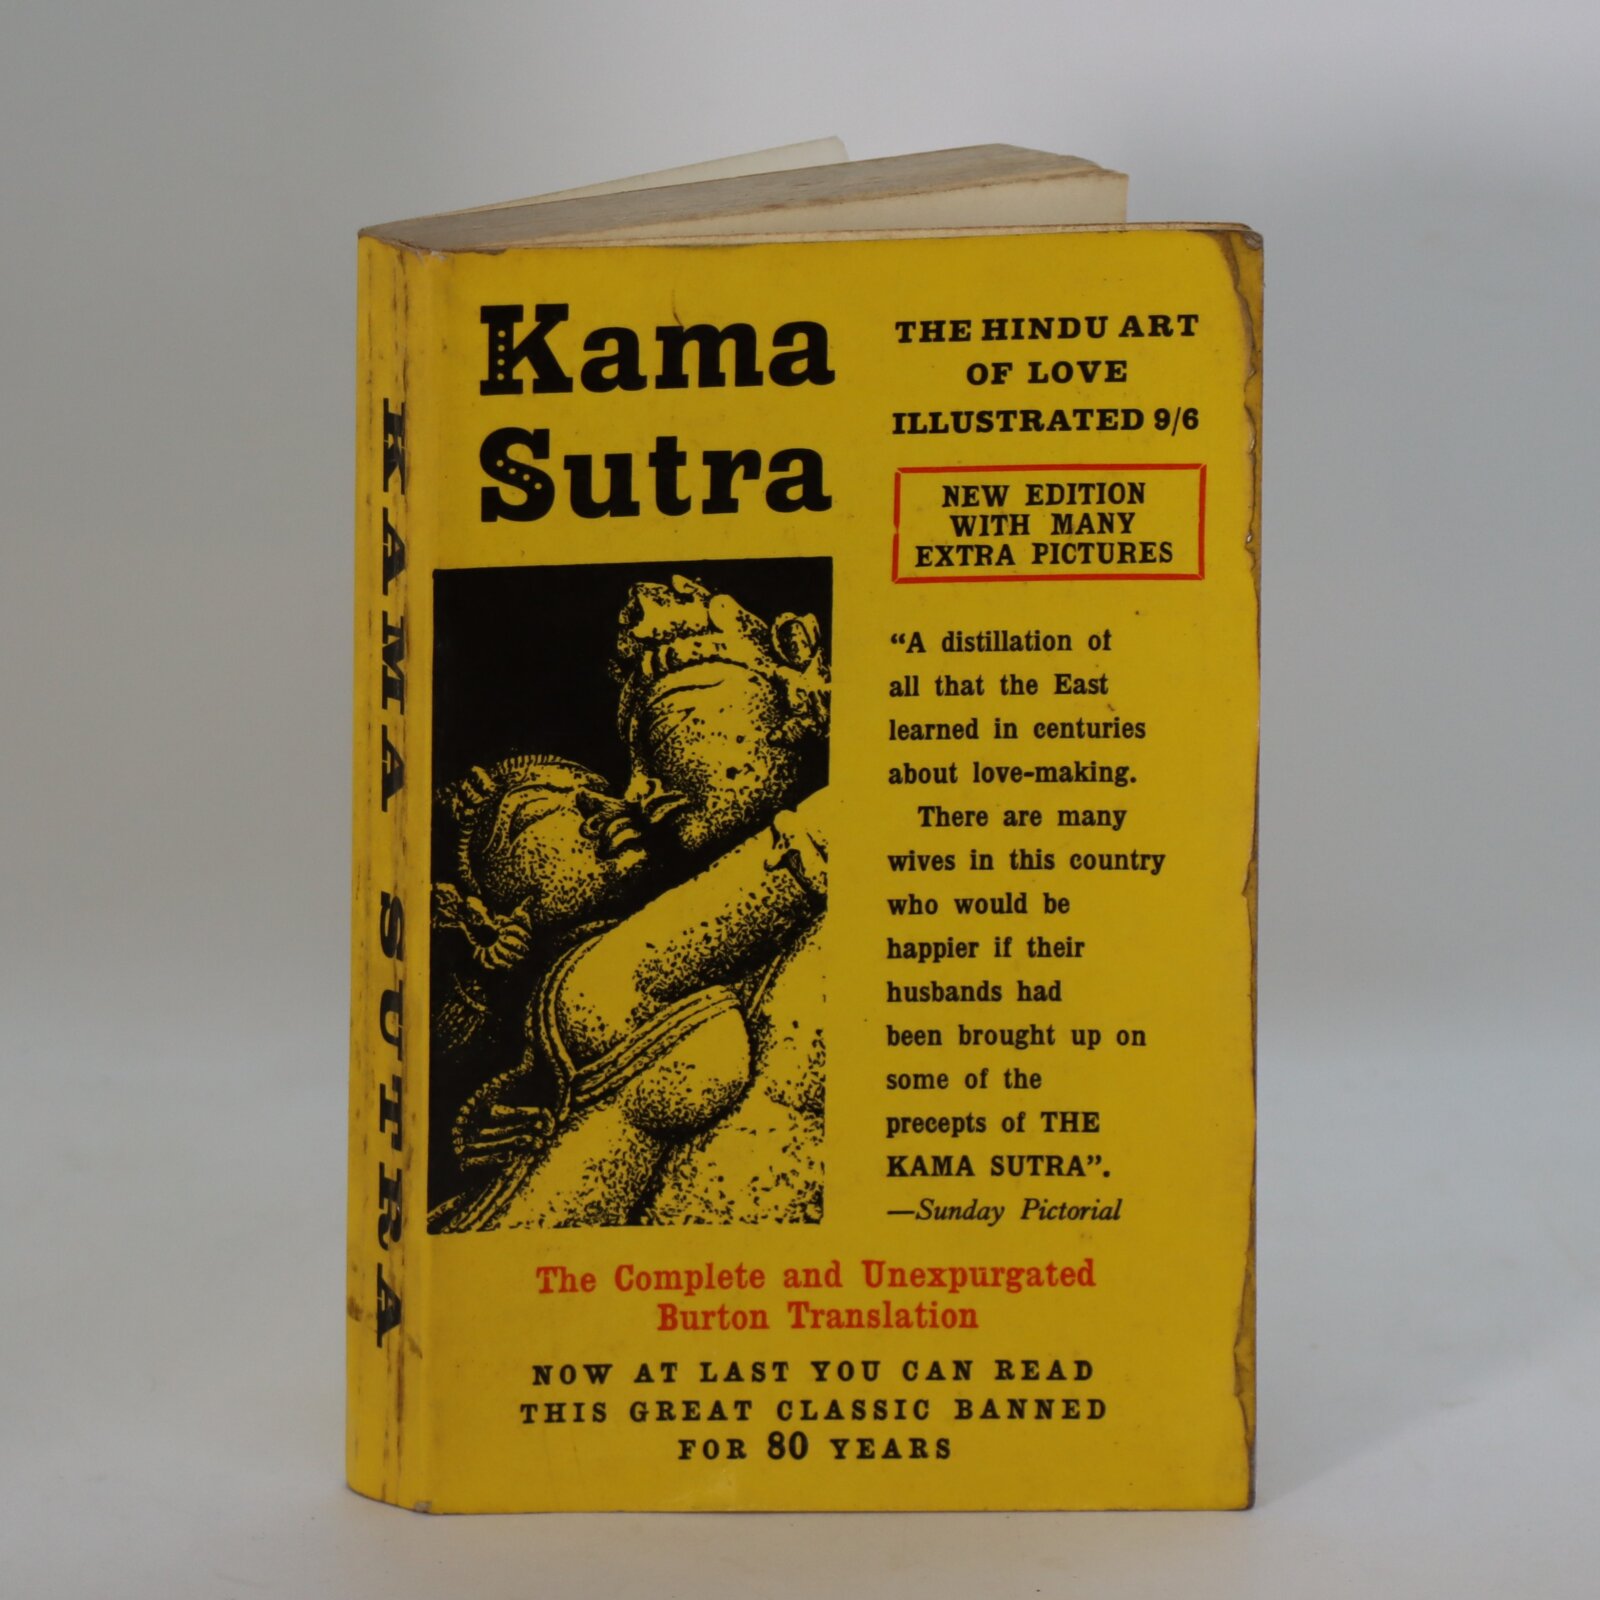 KAMA SUTRA
Kama
Sutra
THE HINDU ART
OF LOVE
ILLUSTRATED 9/6
NEW EDITION
WITH MANY
EXTRA PICTURES
“A distillation of
all that the East
learned in centuries
about love-making.
There are many
wives in this country
who would be
happier if their
husbands had
been brought up on
some of the
precepts of THE
KAMA SUTRA”.
—Sunday Pictorial
The Complete and Unexpurgated
Burton Translation
NOW AT LAST YOU CAN READ
THIS GREAT CLASSIC BANNED
FOR 80 YEARS